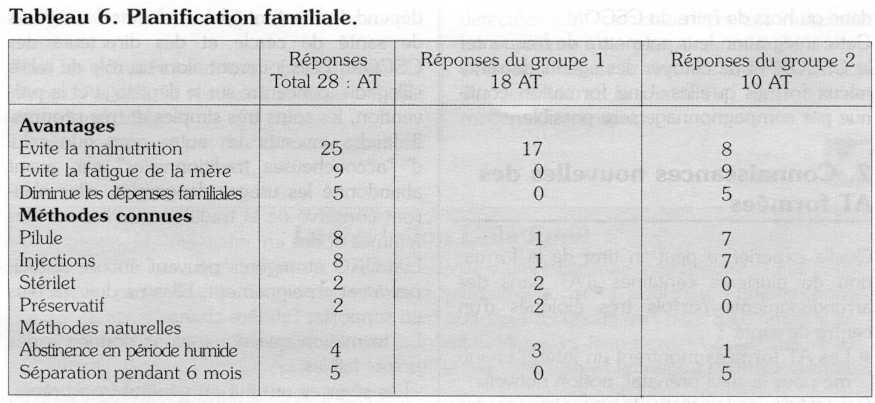 Tableau 6. Planification familiale.
Réponses Réponses du groupe 1 Réponses du groupe 2
Total 28 - AT 18 AT 10 AT
Avantages
Evite la manutrition 25 17 8
Evite la fatigue de la mère 9 0 9
Diminue les dépenses familiales 5 0 5
Méthodes connues
Pilule 8 1 7
Injections 8 1 7
Stérilet 2 2 0
Préservatif 2 2 0
Méthodes naturelles
Abstinence en période humide 4 3 1
Séparation pendant 6 mois 5 0 5